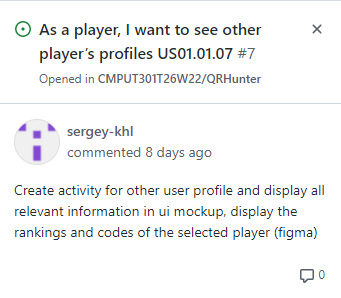 As a player, I want to see other
player's profiles US01.01.07 #7
Opened in CMPUT301T26W22/QRHunter
sergey-khl
commented 8 days ago
Create activity for other user profile and display all
relevant information in ui mockup, display the
rankings and codes of the selected player (figma)
0